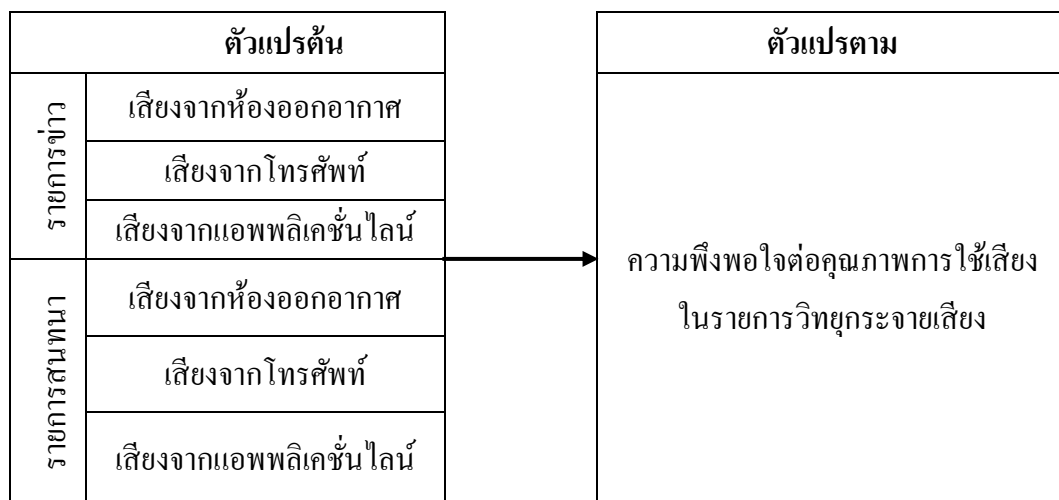 ตัวแปรต้น
รายการข่าว
เสียงจากห้องออกอากาศ
เสียงจากโทรศัพท์
เสียงจากแอพพลิเคชั่นไลน์
รายการสนทนา
เสียงจากห้องออกอากาศ
เสียงจากโทรศัพท์
เสียงจากแอพพลิเคชั่นไลน์
ตัวแปรตาม
ความพึงพอใจต่อคุณภาพการใช้เสียง
ในรายการวิทยุกระจายเสียง